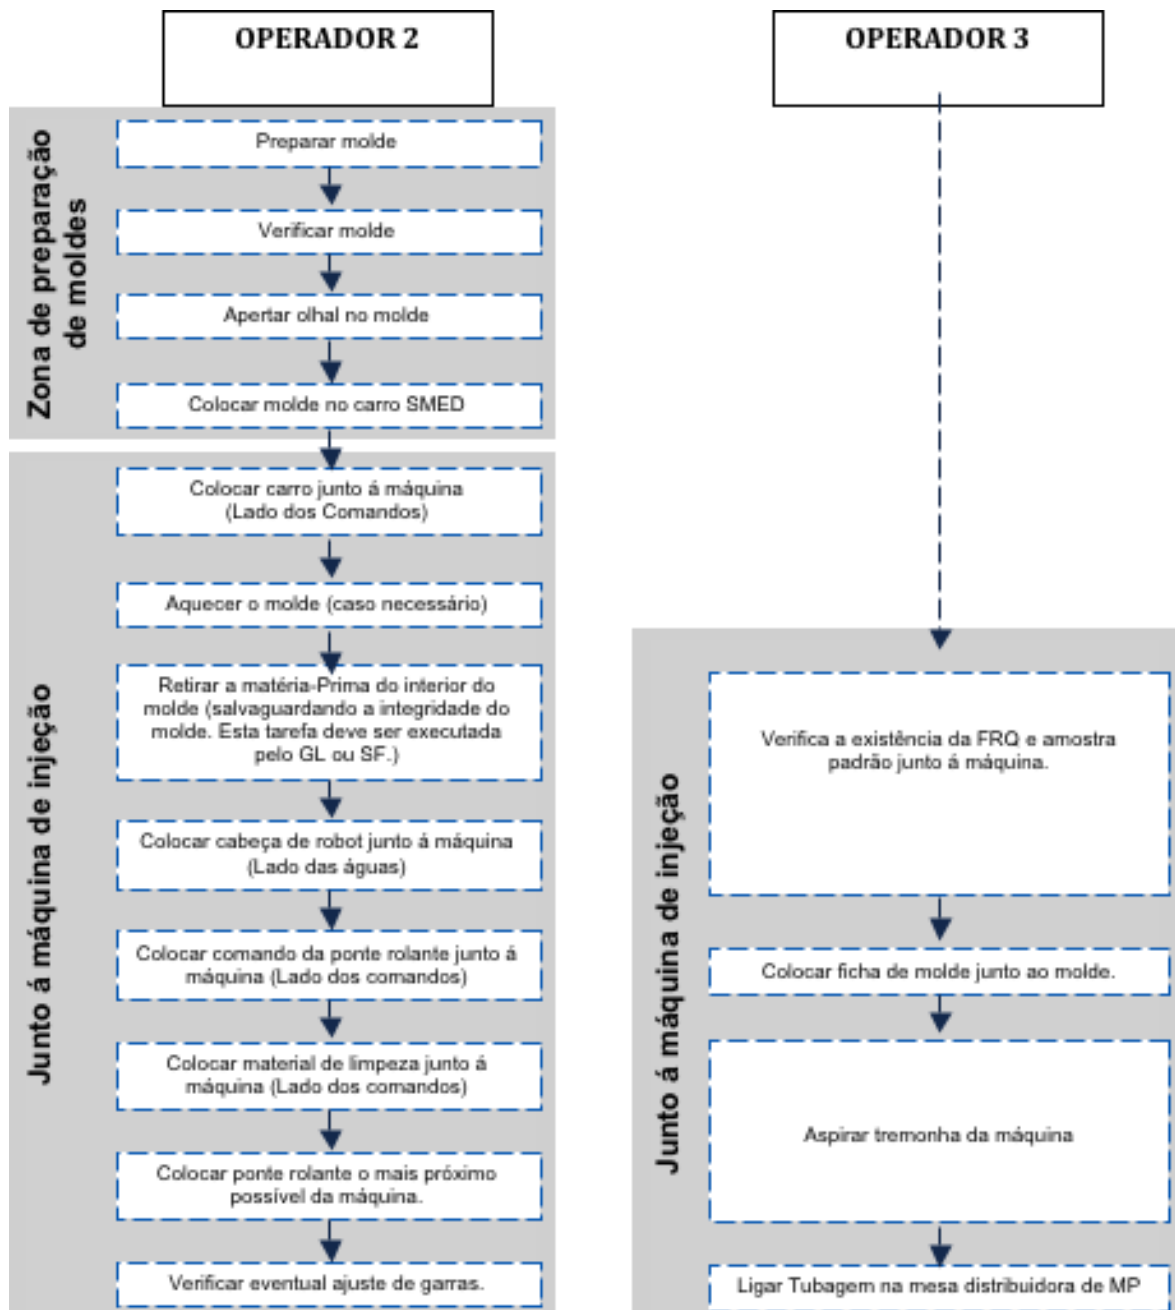 OPERADOR 2
Zona de preparação
de moldes
Preparar molde
Verificar molde
Apertar olhal no molde
Colocar molde no carro SMED
Junto á máquina de injeção
Colocar carro junto á máquina
(Lado dos Comandos)
Aquecer o molde (caso necessário)
Retirar a matéria-Prima do interior do
molde (salvaguardando a integridade do
molde. Esta tarefa deve ser executada
pelo GL ou SF.)
Colocar cabeça de robot junto á máquina
(Lado das águas)
Colocar comando da ponte rolante junto á
máquina (Lado dos comandos)
Colocar material de limpeza junto á
máquina (Lado dos comandos)
Colocar ponte rolante o mais próximo
possível da máquina.
Verificar eventual ajuste de garras.
OPERADOR 3
Junto á máquina de injeção
Verifica a existência da FRQ e amostra
padrão junto á máquina.
Colocar ficha de molde junto ao molde.
Aspirar tremonha da máquina
Ligar Tubagem na mesa distribuidora de MP